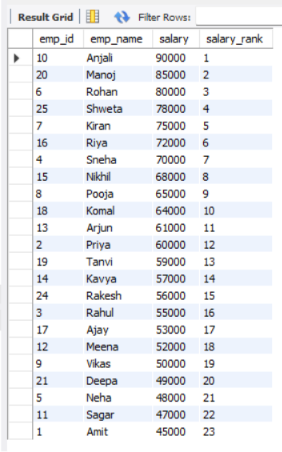 Result Grid Filter Rows:
emp_id emp_name salary salary_rank
10 Anjali 90000 1
20 Manoj 85000 2
6 Rohan 80000 3
25 Shweta 78000 4
7 Kiran 75000 5
16 Riya 72000 6
4 Sneha 70000 7
15 Nikhil 68000 8
8 Pooja 65000 9
18 Komal 64000 10
13 Arjun 61000 11
2 Priya 60000 12
19 Tanvi 59000 13
14 Kavya 57000 14
24 Rakesh 56000 15
3 Rahul 55000 16
17 Ajay 53000 17
12 Meena 52000 18
9 Vikas 50000 19
21 Deepa 49000 20
5 Neha 48000 21
11 Sagar 47000 22
1 Amit 45000 23